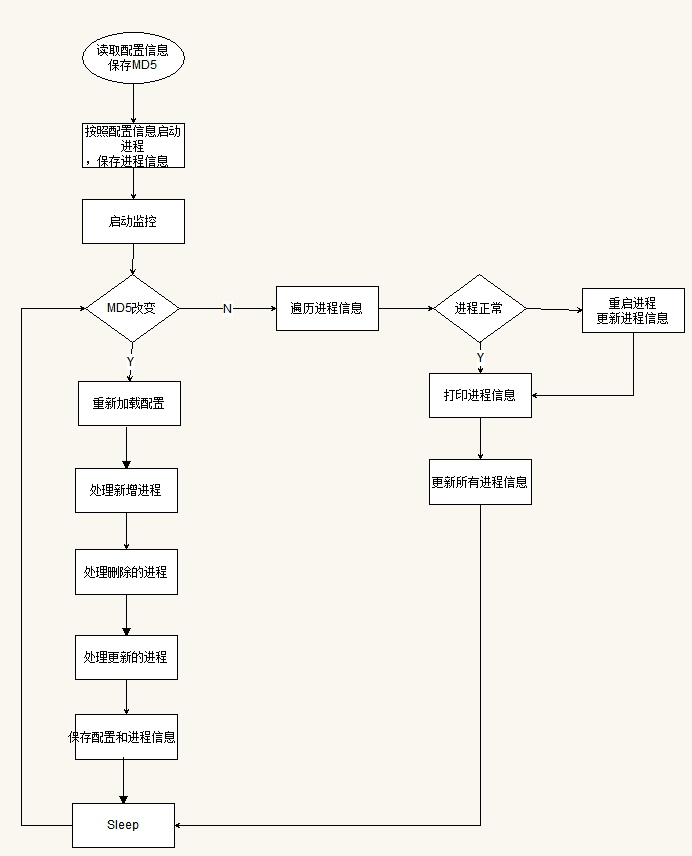 读取配置信息
保存MD5
按照配置信息启动
进程
，保存进程信息
启动监控
MD5改变
N
遍历进程信息
进程正常
重启进程
更新进程信息
Y
Y
重新加载配置
打印进程信息
处理新增进程
更新所有进程信息
处理删除的进程
处理更新的进程
保存配置和进程信息
Sleep